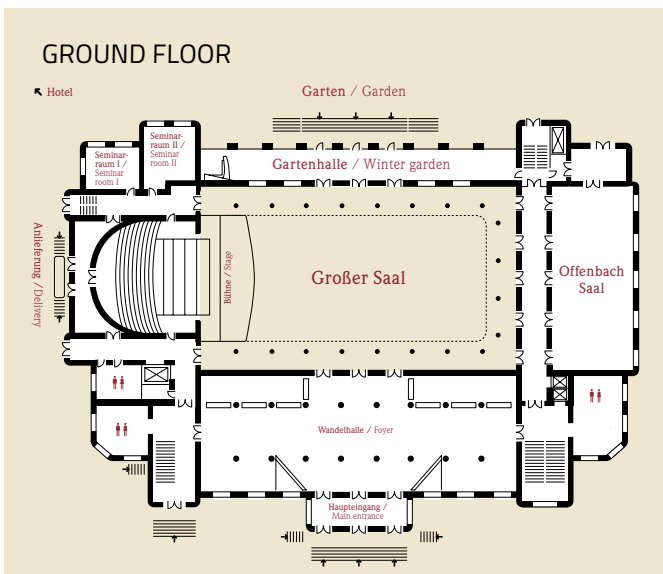 GROUND FLOOR
Hotel
Garten / Garden
Seminar-
raum II /
Seminar
room II
Seminar-
raum I /
Seminar
room I
Gartenhalle / Winter garden
Anlieferung / Delivery
Bühne / Stage
Großer Saal
Offenbach
Saal
Wandelhalle / Foyer
Haupteingang /
Main entrance